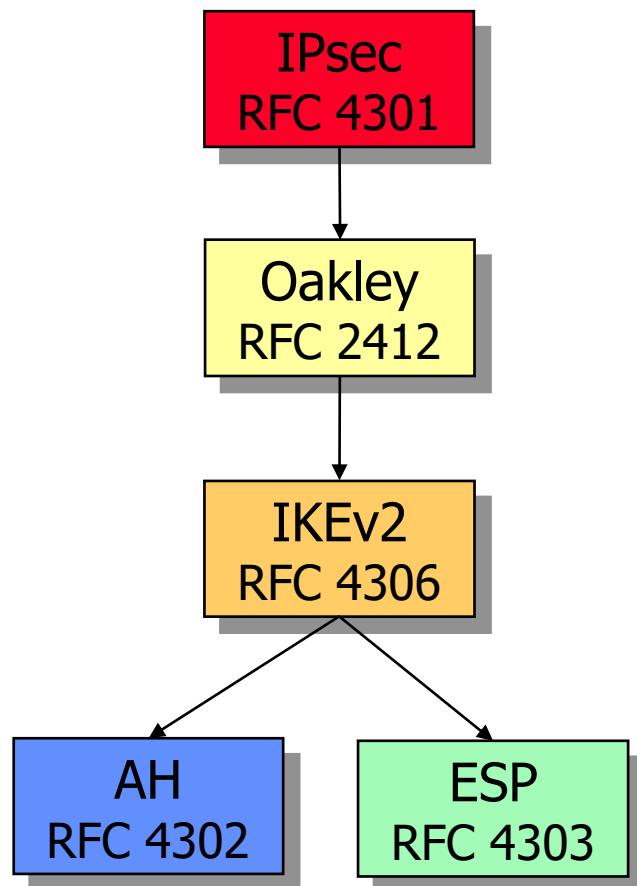 IPsec
RFC 4301
Oakley
RFC 2412
IKEv2
RFC 4306
AH
RFC 4302
ESP
RFC 4303